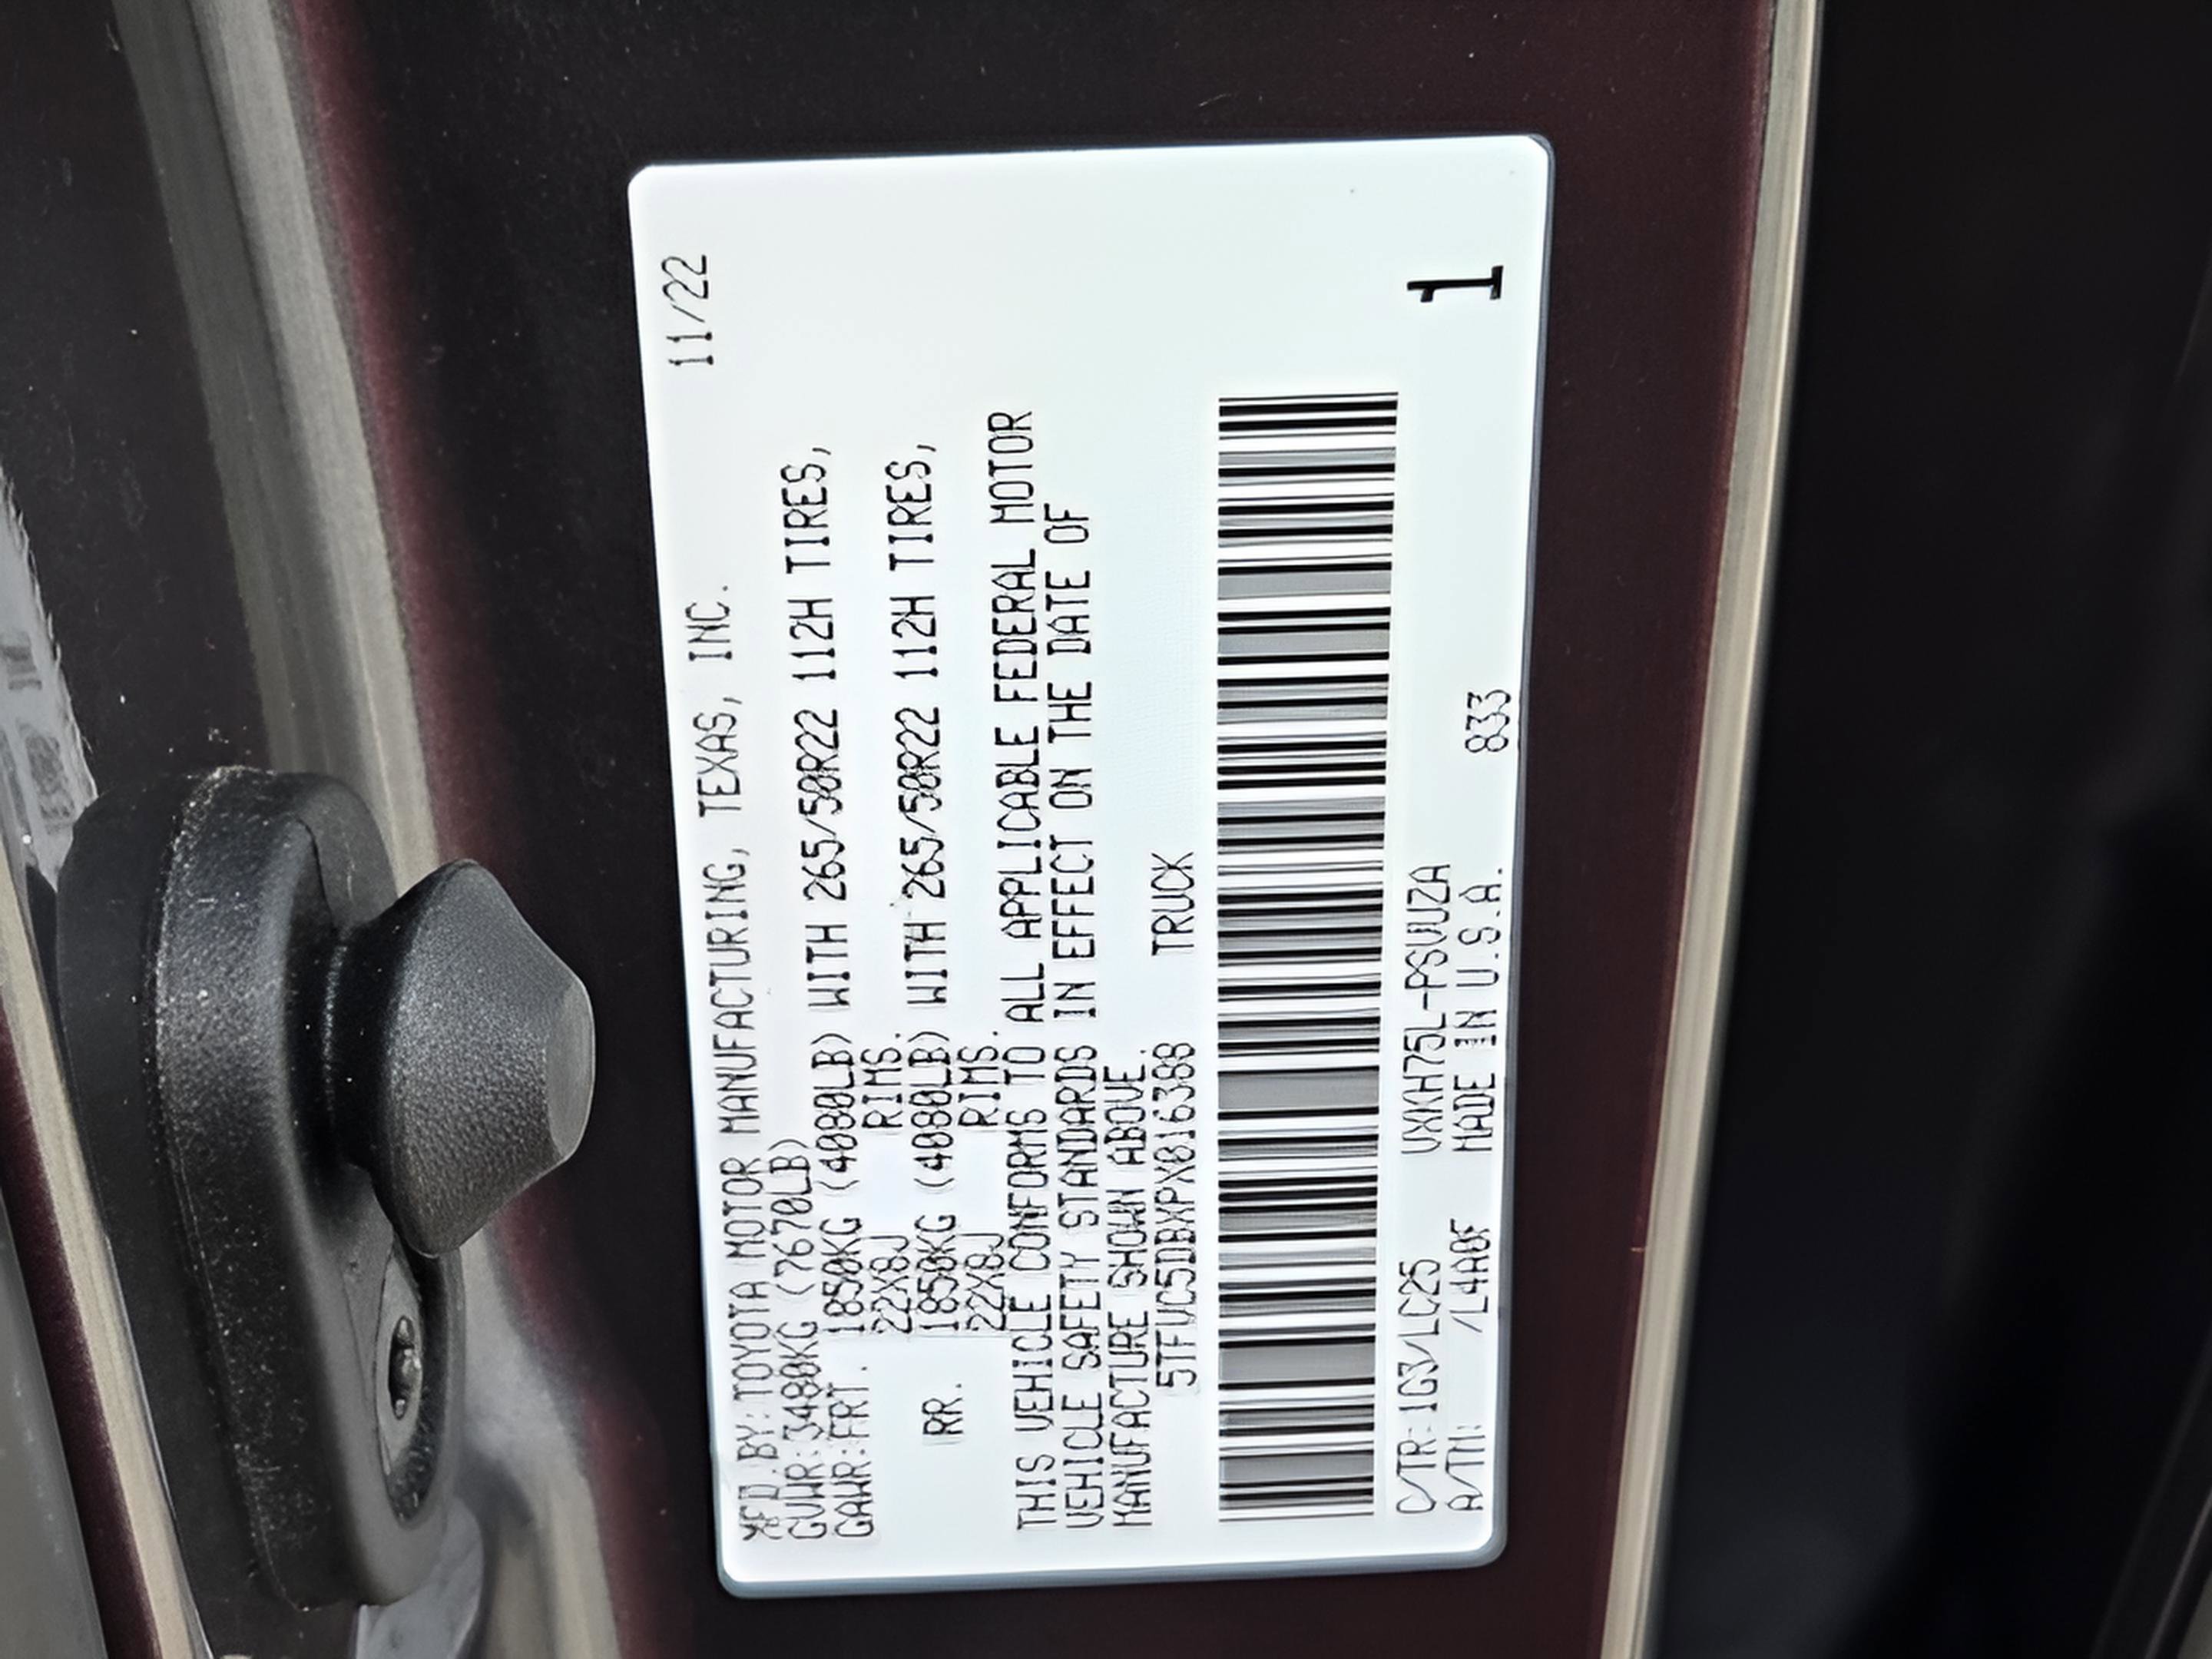 MFD.BY:TOYOTA MOTOR MANUFACTURING, TEXAS, INC. 11/22
GVWR:3480KG (7670LB)
GAWR:FRT. 1850KG (4080LB) WITH 265/50R22 112H TIRES,
22X8J RIMS.
RR. 1850KG (4080LB) WITH 265/50R22 112H TIRES,
22X8J RIMS.
THIS VEHICLE CONFORMS TO ALL APPLICABLE FEDERAL MOTOR
VEHICLE SAFETY STANDARDS IN EFFECT ON THE DATE OF
MANUFACTURE SHOWN ABOVE.
5TFVC5DBXPX816388 TRUCK
C/TR:1G3/LC25 VXKH75L-PSVUZA
A/TM: /L4A0F MADE IN U.S.A. 833
1